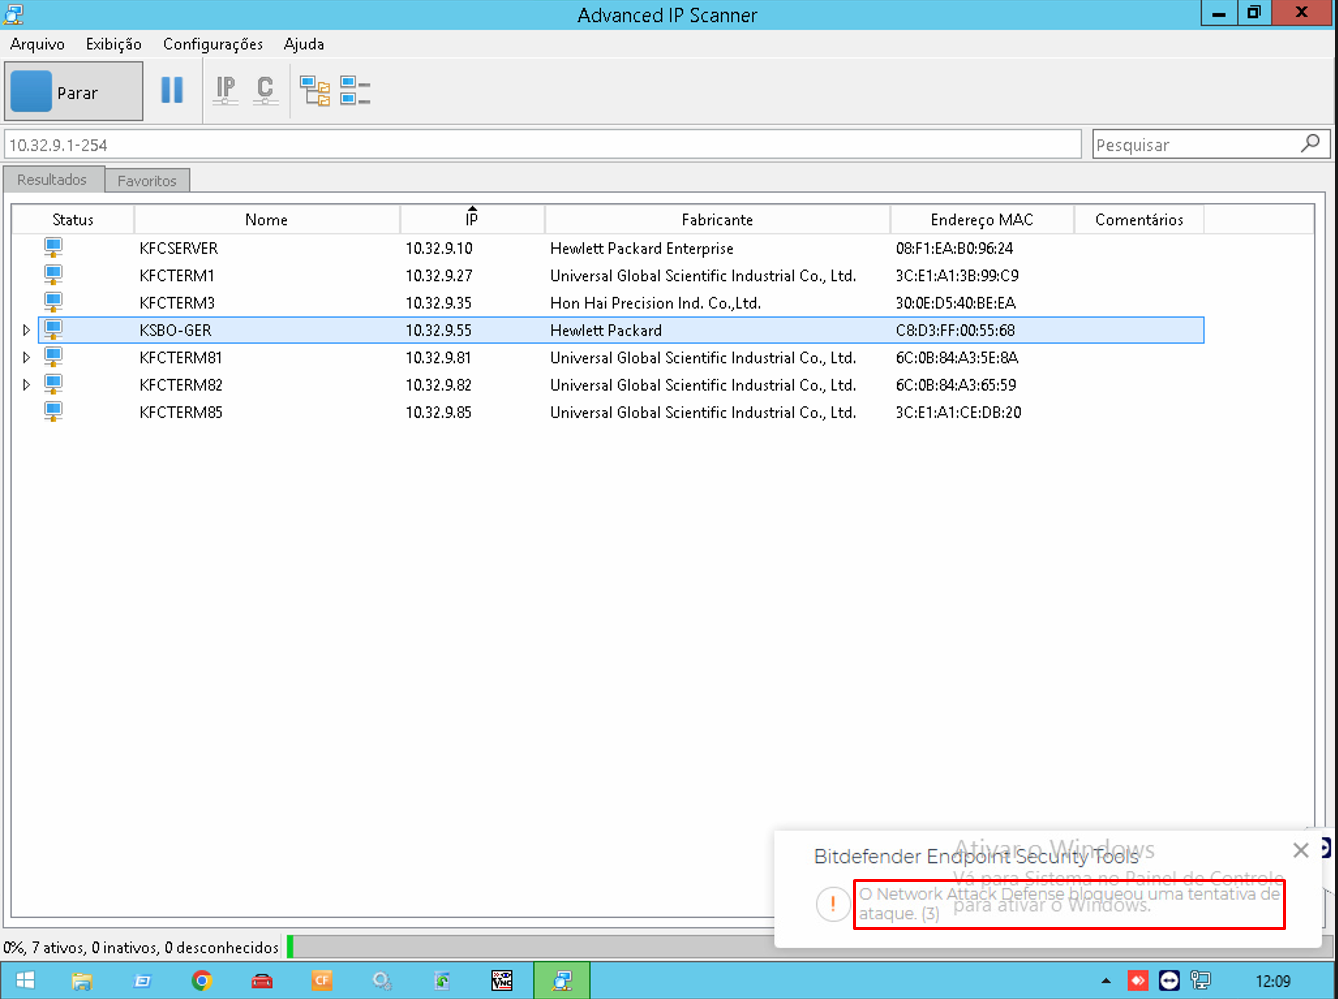 Advanced IP Scanner
Arquivo Exibição Configurações Ajuda
Parar IP C
10.32.9.1-254 Pesquisar
Resultados Favoritos
Status Nome IP Fabricante Endereço MAC Comentários
KFCSERVER 10.32.9.10 Hewlett Packard Enterprise 08:F1:EA:B0:96:24
KFCTERM1 10.32.9.27 Universal Global Scientific Industrial Co., Ltd. 3C:E1:A1:3B:99:C9
KFCTERM3 10.32.9.35 Hon Hai Precision Ind. Co.,Ltd. 30:0E:D5:40:BE:EA
KSBO-GER 10.32.9.55 Hewlett Packard C8:D3:FF:00:55:68
KFCTERM81 10.32.9.81 Universal Global Scientific Industrial Co., Ltd. 6C:0B:84:A3:5E:8A
KFCTERM82 10.32.9.82 Universal Global Scientific Industrial Co., Ltd. 6C:0B:84:A3:65:59
KFCTERM85 10.32.9.85 Universal Global Scientific Industrial Co., Ltd. 3C:E1:A1:CE:DB:20
Ativar o Windows
Vá para Sistema no Painel de Controle
para ativar o Windows.
Bitdefender Endpoint Security Tools
O Network Attack Defense bloqueou uma tentativa de
ataque. (3)
0%, 7 ativos, 0 inativos, 0 desconhecidos
CF VNC 12:09